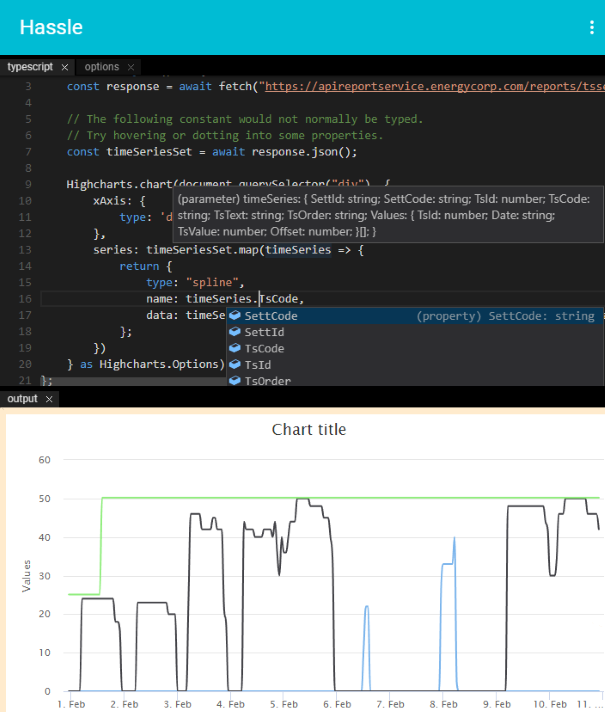 Hassle
typescript
options
3 const response = await fetch("https://apireportservice.energycorp.com/reports/tsse
4
5 // The following constant would not normally be typed.
6 // Try hovering or dotting into some properties.
7 const timeSeriesSet = await response.json();
8
9 Highcharts.chart(document.querySelector("div"), {
10 xAxis: {
11 type: 'd
12 },
13 series: timeSeriesSet.map(timeSeries => {
14 return {
15 type: "spline",
16 name: timeSeries.TsCode,
17 data: timeSe
18 };
19 })
20 } as Highcharts.Options)
21 };
(parameter) timeSeries: { SettId: string; SettCode: string; TsId: number; TsCode:
string; TsText: string; TsOrder: string; Values: { TsId: number; Date: string;
TsValue: number; Offset: number; }[]; }
SettCode (property) SettCode: string
SettId
TsCode
TsId
TsOrder
output
Chart title
Values
60
50
40
30
20
10
0
1. Feb 2. Feb 3. Feb 4. Feb 5. Feb 6. Feb 7. Feb 8. Feb 9. Feb 10. Feb 11. ...